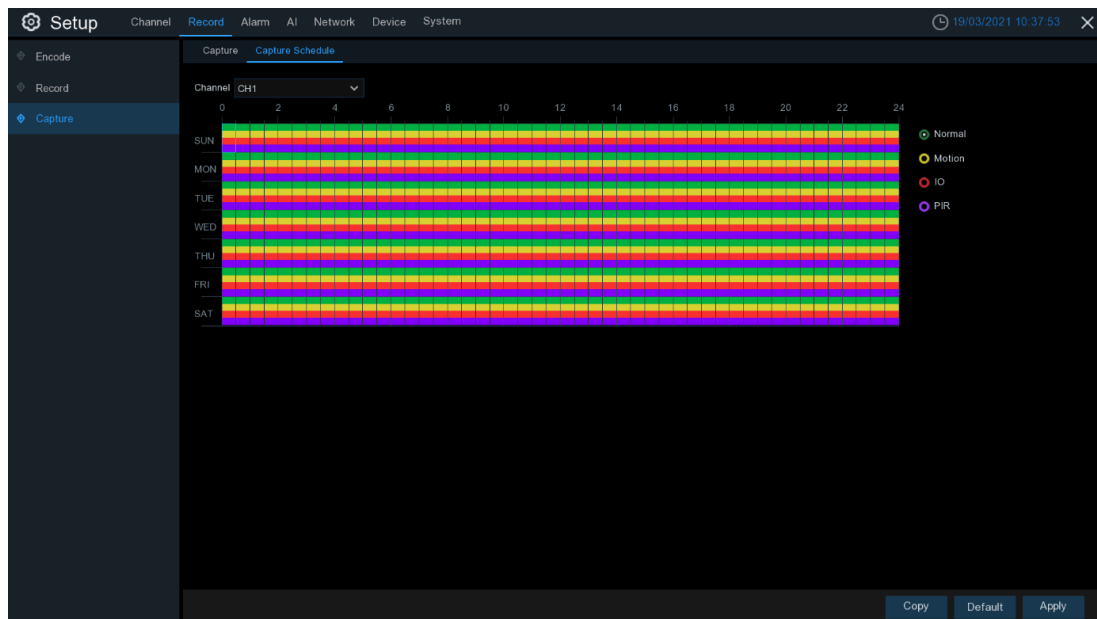 Setup Channel Record Alarm AI Network Device System 19/03/2021 10:37:53
Encode
Record
Capture
Capture Capture Schedule
Channel CH1
0 2 4 6 8 10 12 14 16 18 20 22 24
SUN
MON
TUE
WED
THU
FRI
SAT
Normal
Motion
IO
PIR
Copy Default Apply